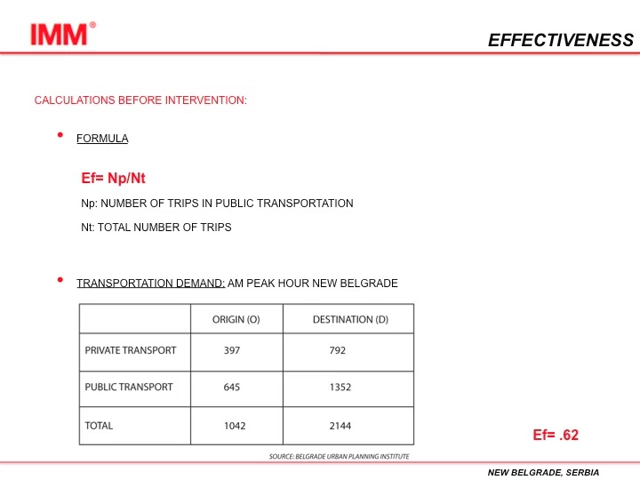 IMM®
EFFECTIVENESS
CALCULATIONS BEFORE INTERVENTION:
• FORMULA
Ef= Np/Nt
Np: NUMBER OF TRIPS IN PUBLIC TRANSPORTATION
Nt: TOTAL NUMBER OF TRIPS
• TRANSPORTATION DEMAND: AM PEAK HOUR NEW BELGRADE
ORIGIN (O) DESTINATION (D)
PRIVATE TRANSPORT 397 792
PUBLIC TRANSPORT 645 1352
TOTAL 1042 2144
Ef= .62
SOURCE: BELGRADE URBAN PLANNING INSTITUTE
NEW BELGRADE, SERBIA